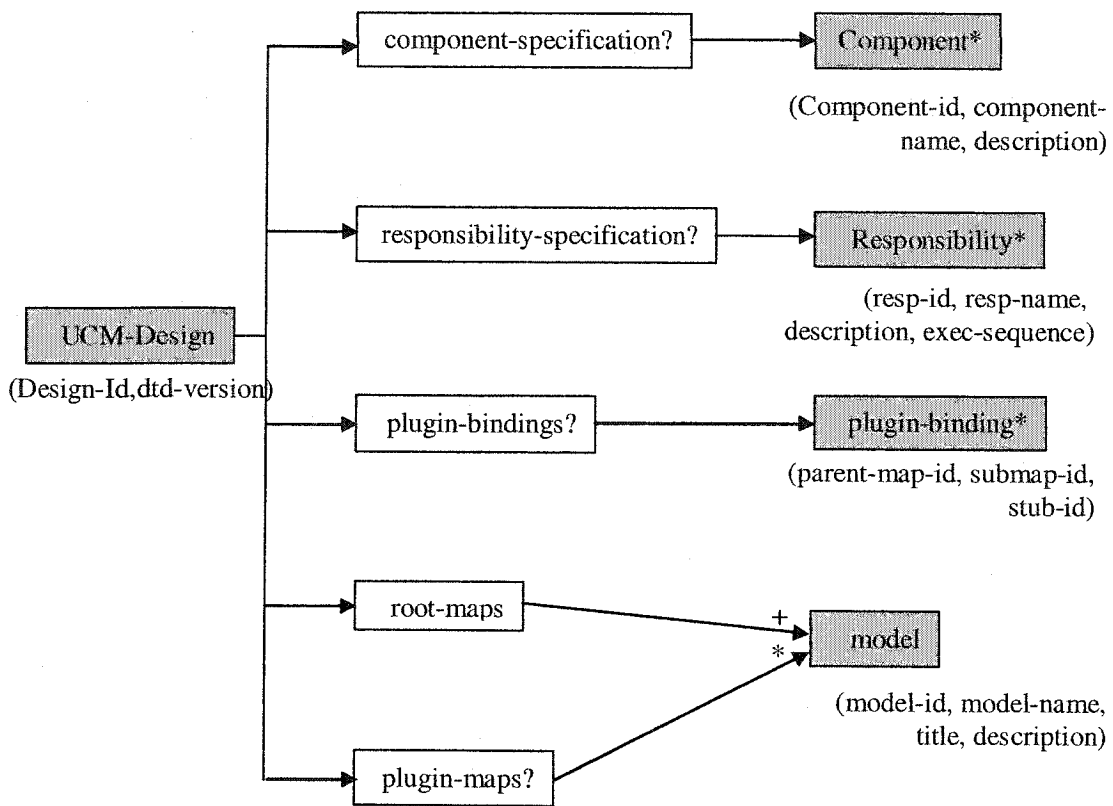 component-specification?
Component*
(Component-id, component-
name, description)
responsibility-specification?
Responsibility*
(resp-id, resp-name,
description, exec-sequence)
UCM-Design
(Design-Id,dtd-version)
plugin-bindings?
plugin-binding*
(parent-map-id, submap-id,
stub-id)
root-maps
+
*
model
(model-id, model-name,
title, description)
plugin-maps?